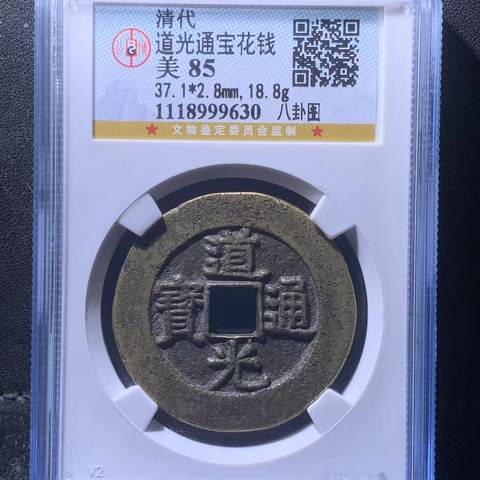 清代
道光通宝花钱
美 85
37.1*2.8mm,18.8g
1118999630 八卦图
★ 文物鉴定委员会监制 ★
道光通寶
V2